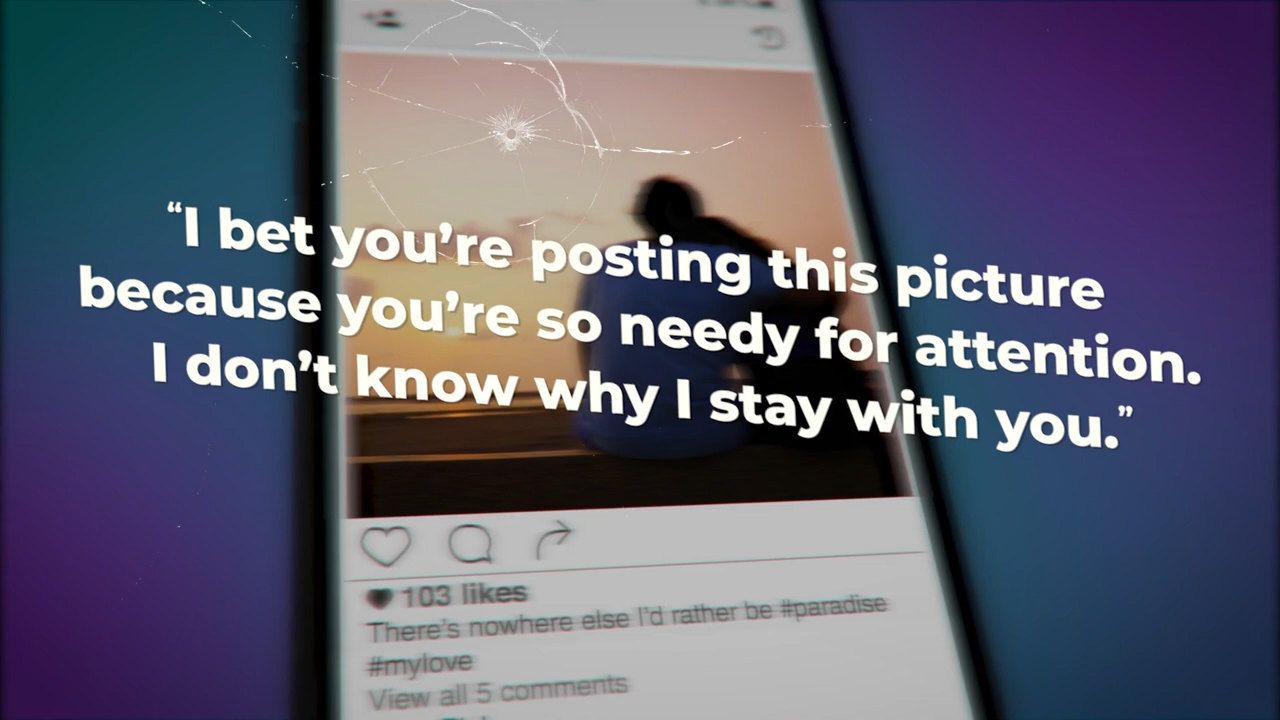 “I bet you’re posting this picture
because you’re so needy for attention.
I don’t know why I stay with you.”
103 likes
There's nowhere else I'd rather be #paradise
#mylove
View all 5 comments